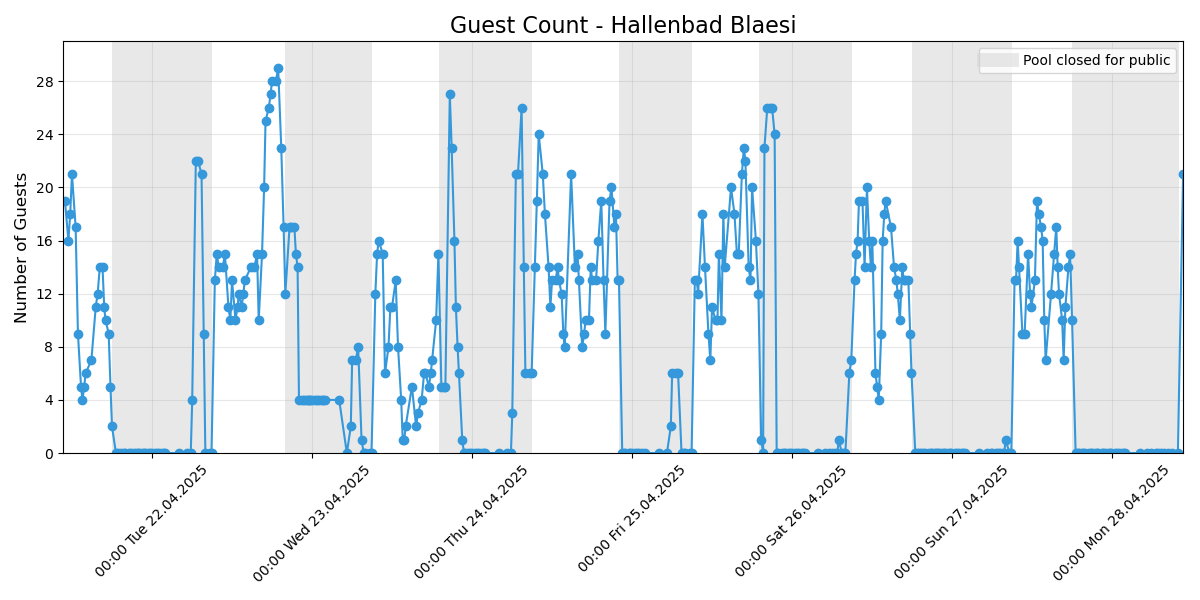 Guest Count - Hallenbad Blaesi
Pool closed for public
Number of Guests
28
24
20
16
12
8
4
0
00:00 Tue 22.04.2025
00:00 Wed 23.04.2025
00:00 Thu 24.04.2025
00:00 Fri 25.04.2025
00:00 Sat 26.04.2025
00:00 Sun 27.04.2025
00:00 Mon 28.04.2025